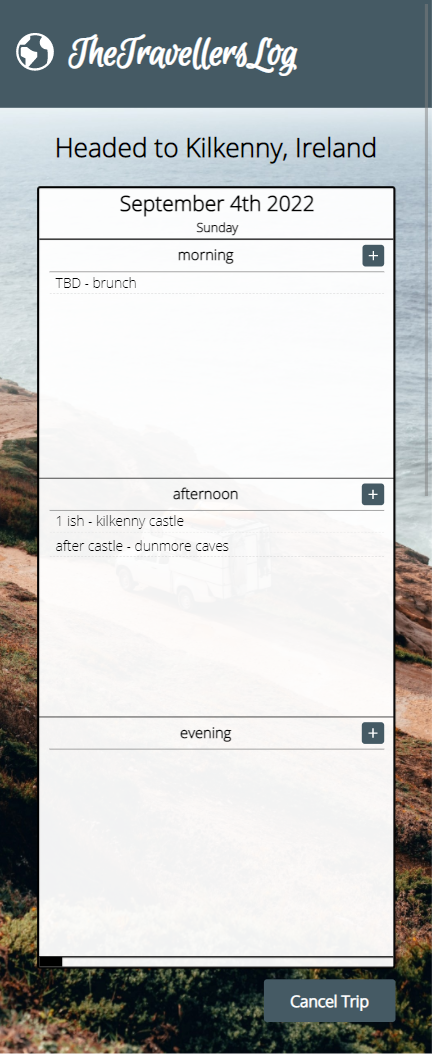 TheTravellersLog
Headed to Kilkenny, Ireland
September 4th 2022
Sunday
morning
+
TBD - brunch
afternoon
+
1 ish - kilkenny castle
after castle - dunmore caves
evening
+
Cancel Trip